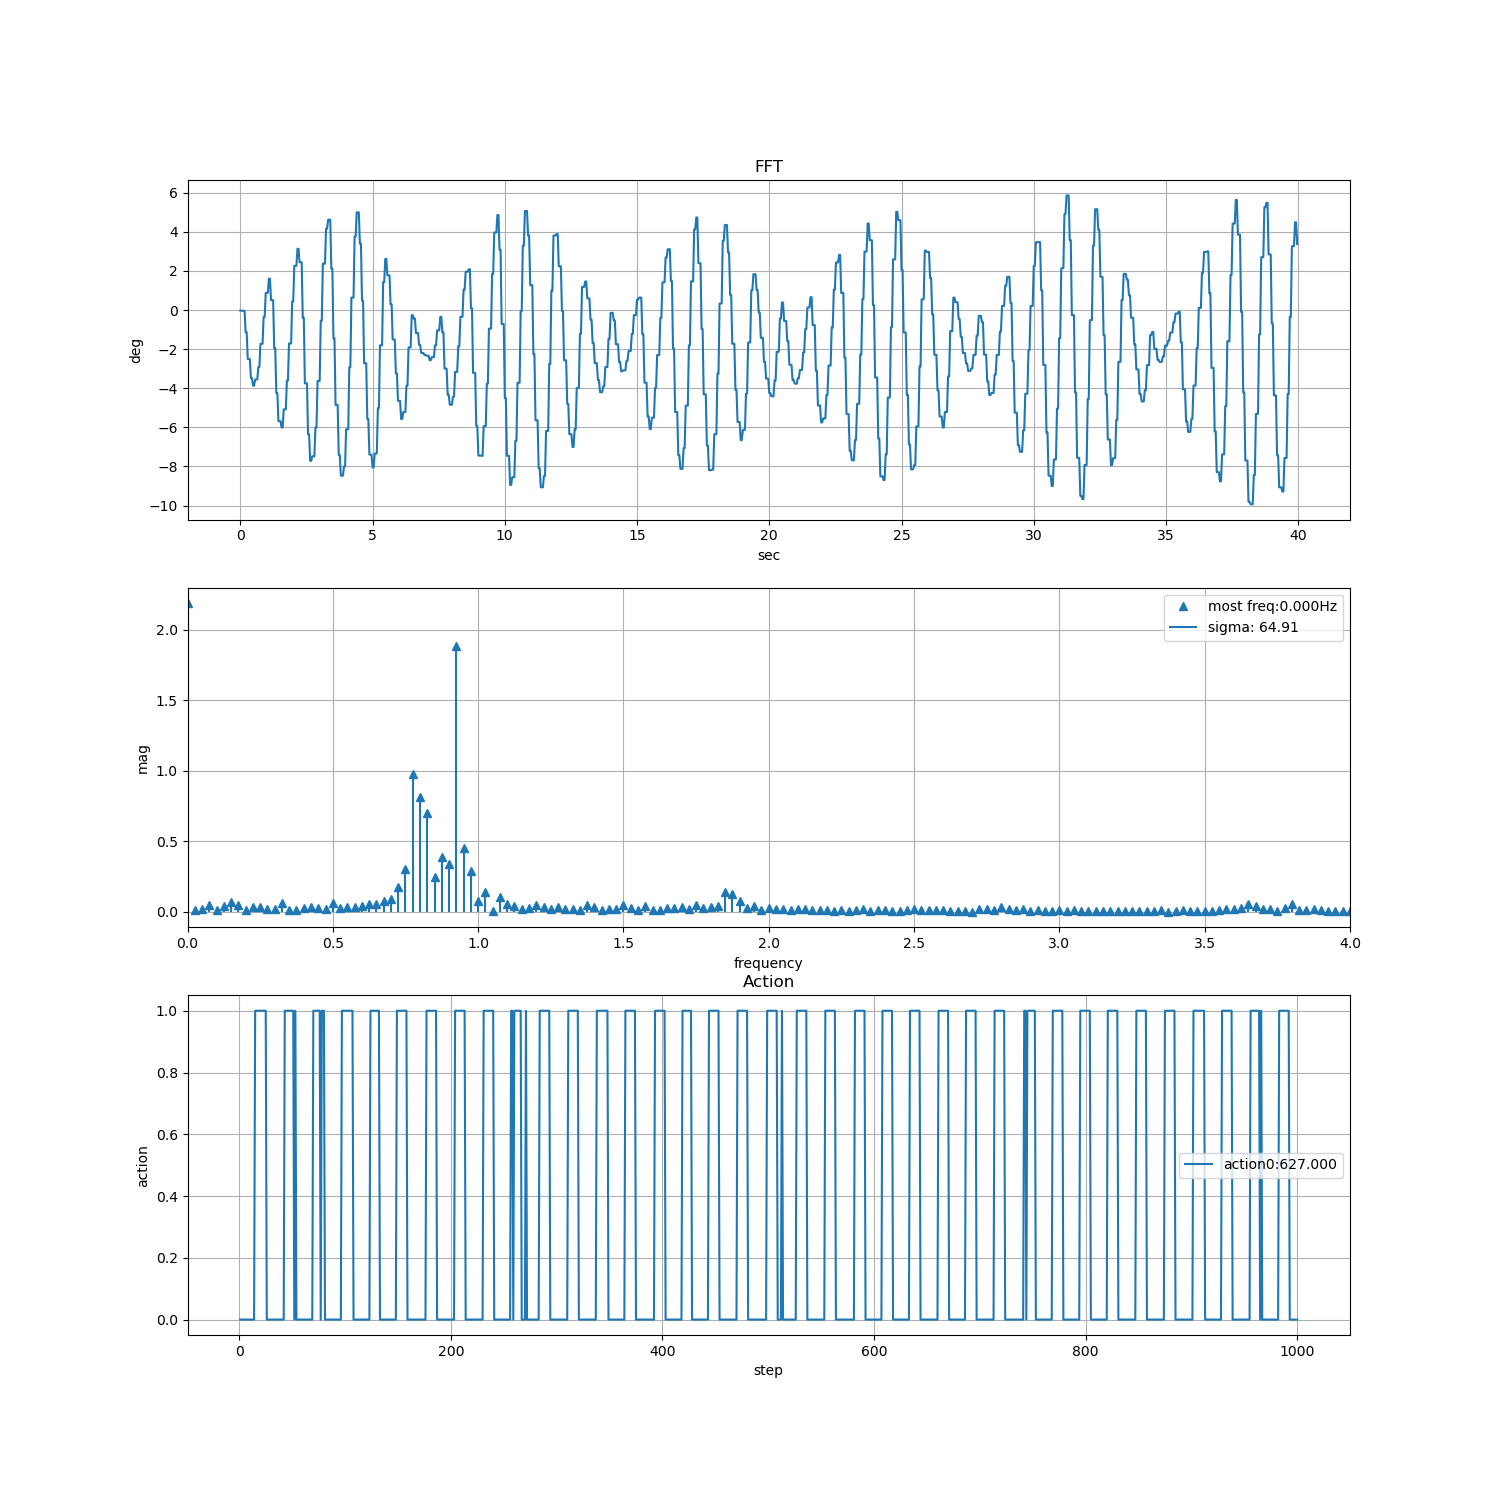 FFT
6
4
2
0
−2
−4
−6
−8
−10
deg
0 5 10 15 20 25 30 35 40
sec
most freq:0.000Hz
sigma: 64.91
2.0
1.5
1.0
0.5
0.0
mag
0.0 0.5 1.0 1.5 2.0 2.5 3.0 3.5 4.0
frequency
Action
1.0
0.8
0.6
0.4
0.2
0.0
action
action0:627.000
0 200 400 600 800 1000
step